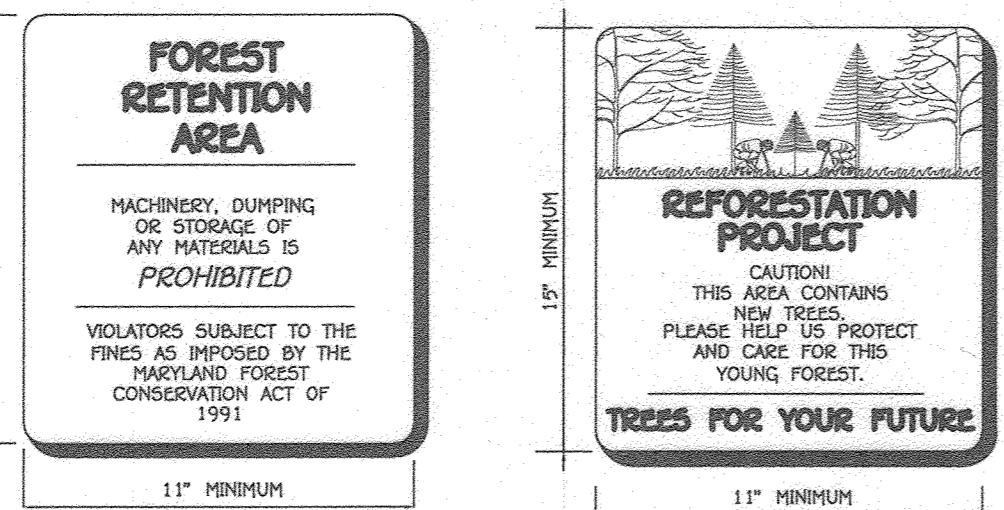 FOREST
RETENTION
AREA
MACHINERY, DUMPING
OR STORAGE OF
ANY MATERIALS IS
PROHIBITED
VIOLATORS SUBJECT TO THE
FINES AS IMPOSED BY THE
MARYLAND FOREST
CONSERVATION ACT OF
1991
11" MINIMUM
15" MINIMUM
REFORESTATION
PROJECT
CAUTION!
THIS AREA CONTAINS
NEW TREES.
PLEASE HELP US PROTECT
AND CARE FOR THIS
YOUNG FOREST.
TREES FOR YOUR FUTURE
11" MINIMUM